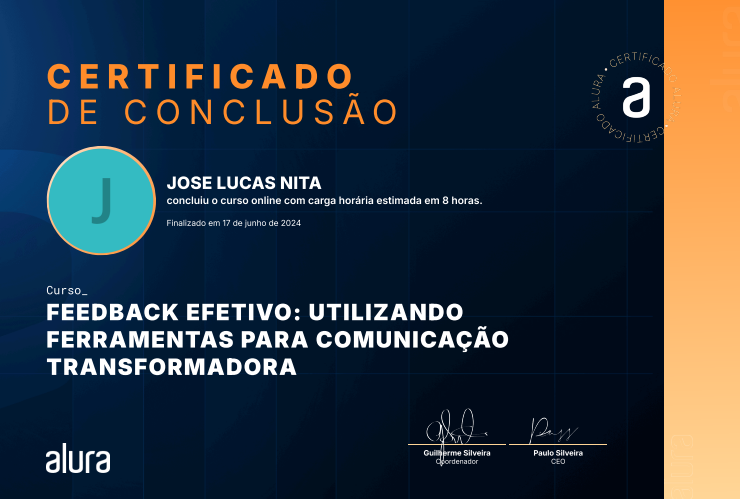 CERTIFICADO
DE CONCLUSÃO
CERTIFICADO ALURA • CERTIFICADO ALURA •
a
J
JOSE LUCAS NITA
concluiu o curso online com carga horária estimada em 8 horas.
Finalizado em 17 de junho de 2024
Curso_
FEEDBACK EFETIVO: UTILIZANDO
FERRAMENTAS PARA COMUNICAÇÃO
TRANSFORMADORA
alura
Guilherme Silveira
Coordenador
Paulo Silveira
CEO